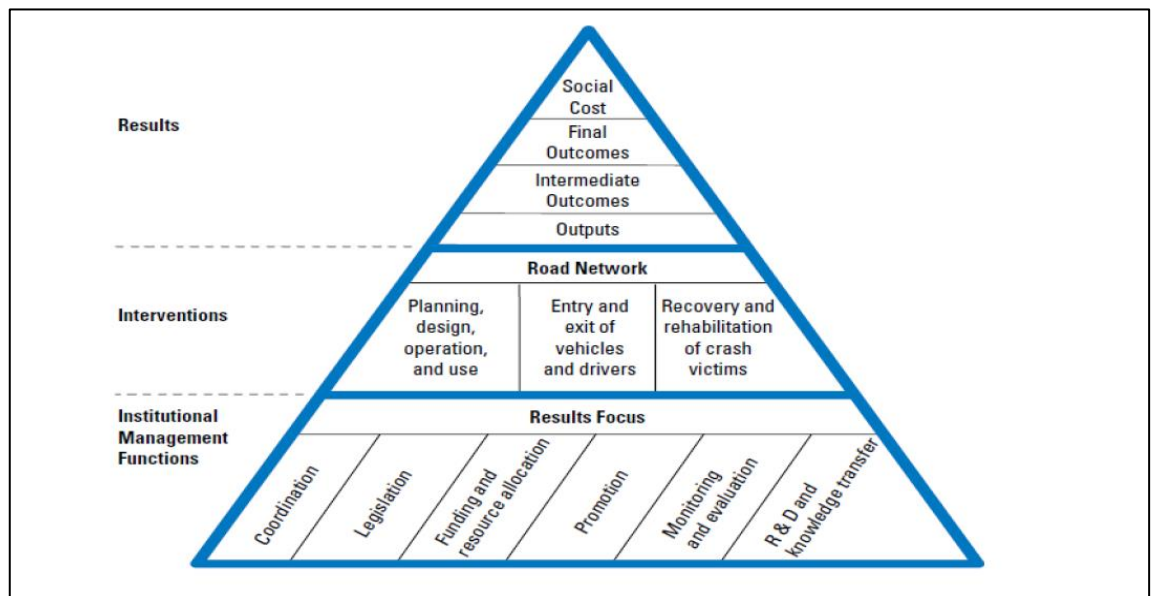 Results
Social
Cost
Final
Outcomes
Intermediate
Outcomes
Outputs
Interventions
Road Network
Planning,
design,
operation,
and use
Entry and
exit of
vehicles
and drivers
Recovery and
rehabilitation
of crash
victims
Institutional
Management
Functions
Results Focus
Coordination
Legislation
Funding and
resource allocation
Promotion
Monitoring
and evaluation
R & D and
knowledge transfer